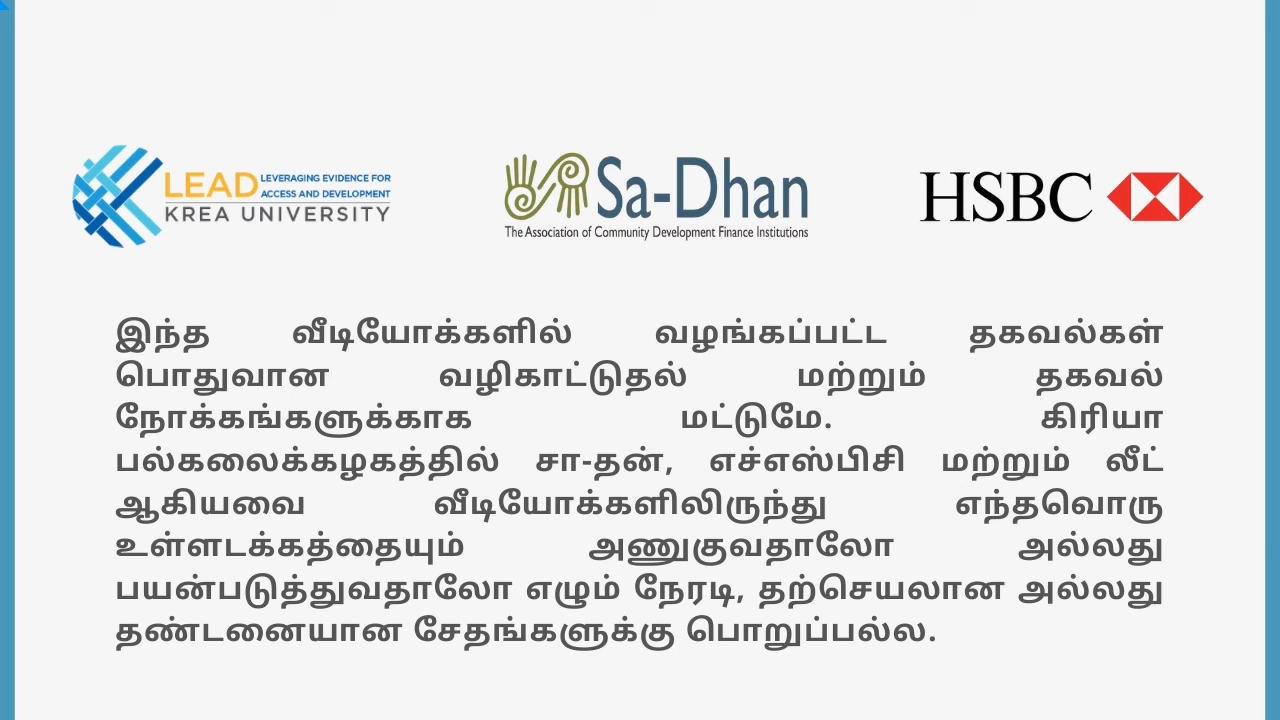 LEAD LEVERAGING EVIDENCE FOR
ACCESS AND DEVELOPMENT
KREA UNIVERSITY
Sa-Dhan
The Association of Community Development Finance Institutions
HSBC
இந்த வீடியோக்களில் வழங்கப்பட்ட தகவல்கள்
பொதுவான வழிகாட்டுதல் மற்றும் தகவல்
நோக்கங்களுக்காக மட்டுமே. கிரியா
பல்கலைக்கழகத்தில் சா-தன், எச்எஸ்பிசி மற்றும் லீட்
ஆகியவை வீடியோக்களிலிருந்து எந்தவொரு
உள்ளடக்கத்தையும் அணுகுவதாலோ அல்லது
பயன்படுத்துவதாலோ எழும் நேரடி, தற்செயலான அல்லது
தண்டனையான சேதங்களுக்கு பொறுப்பல்ல.